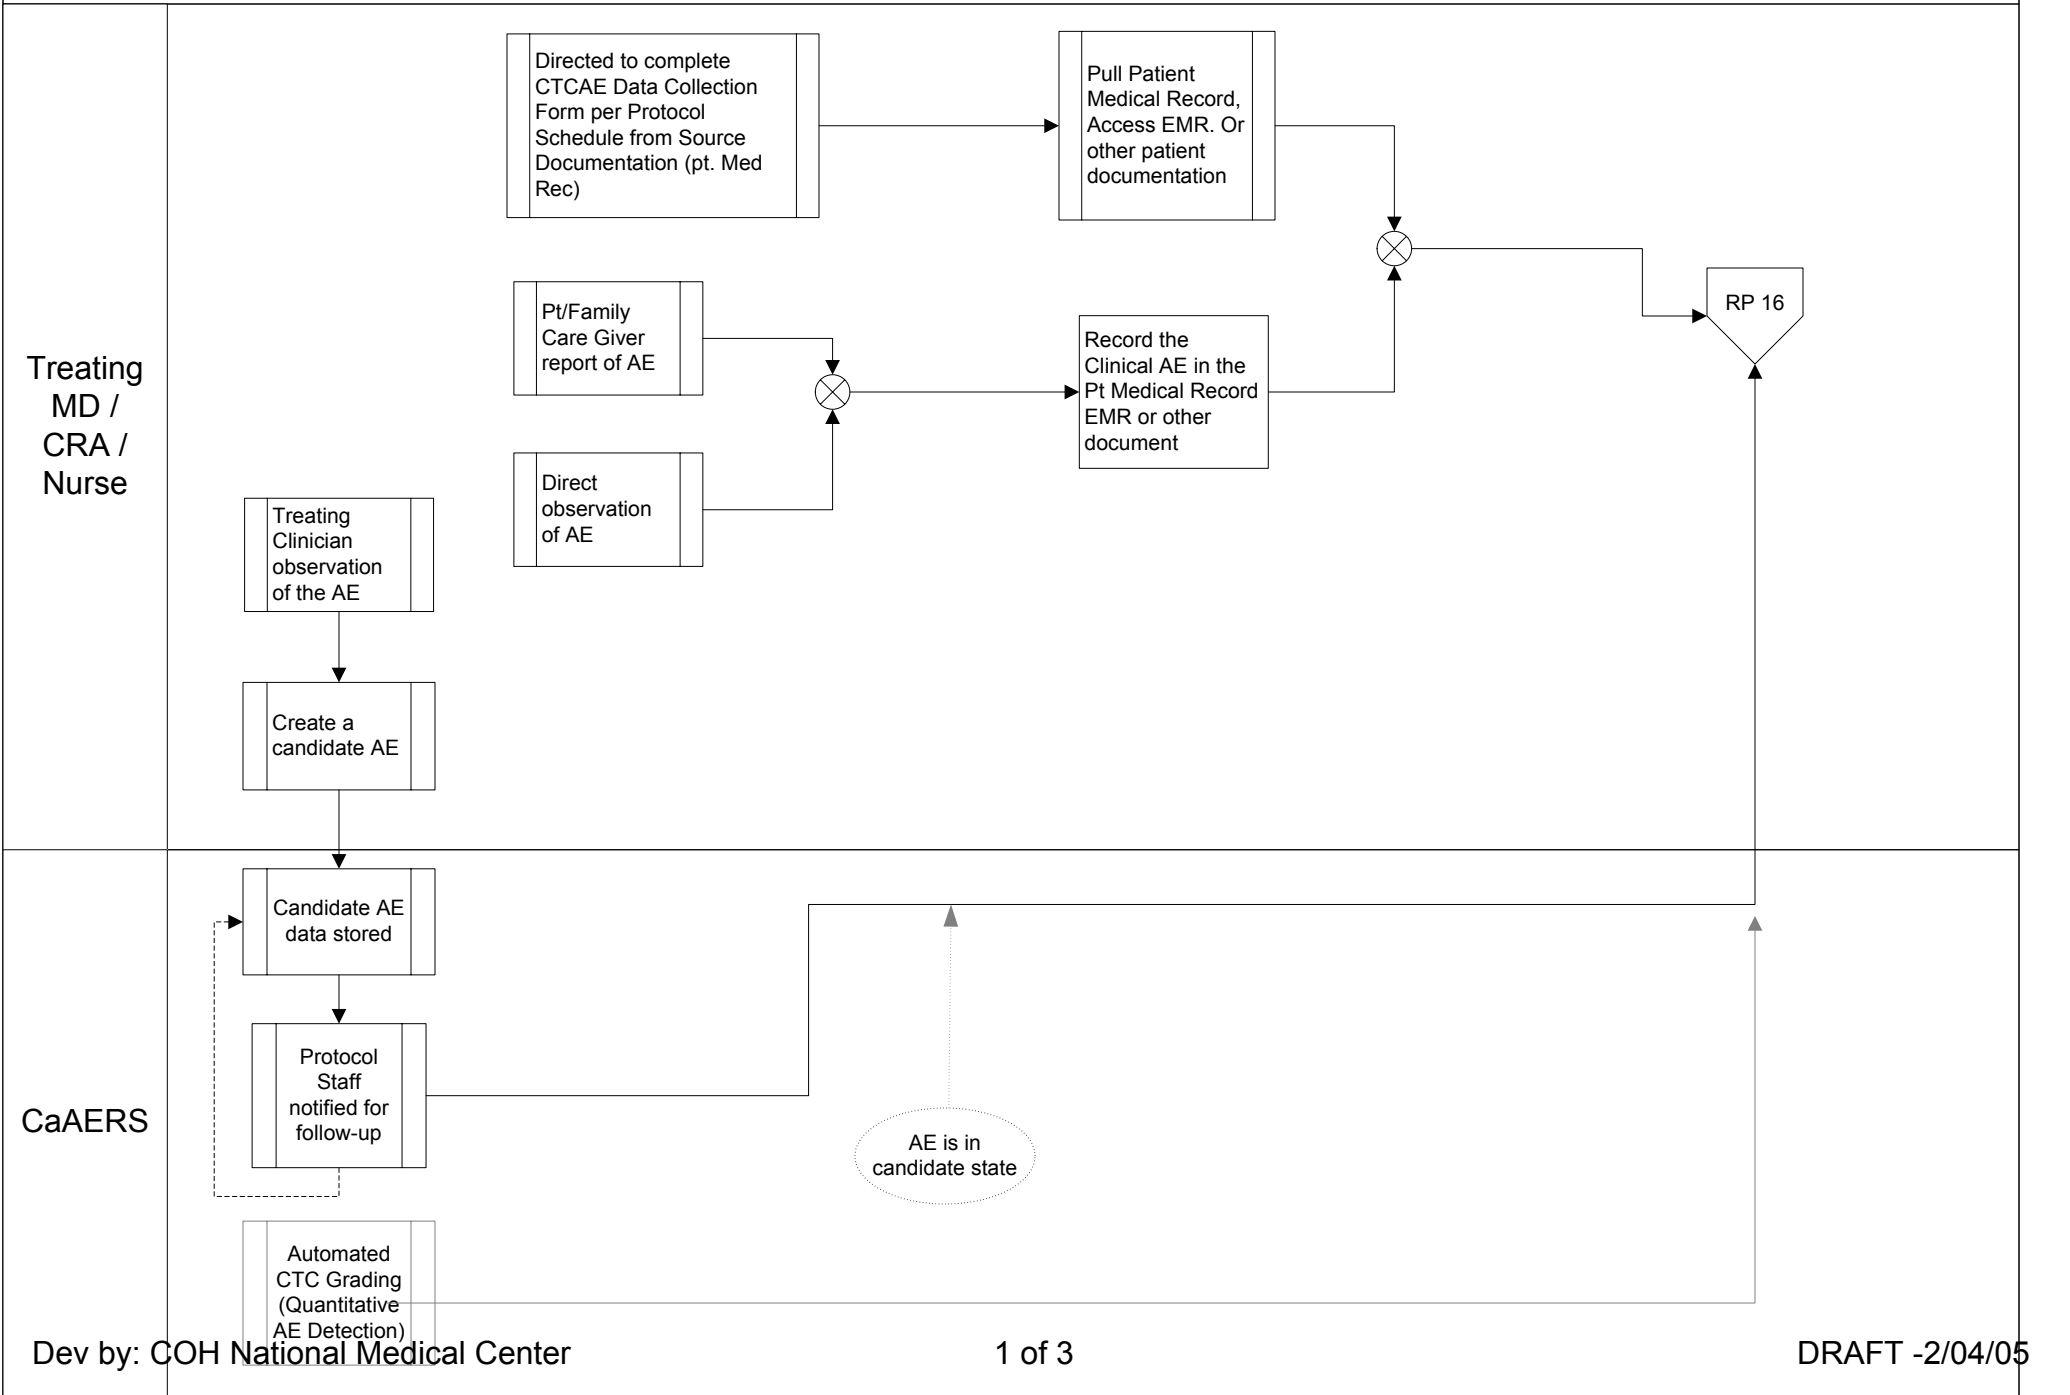 Directed to complete
CTCAE Data Collection
Form per Protocol
Schedule from Source
Documentation (pt. Med
Rec)
Pull Patient
Medical Record,
Access EMR. Or
other patient
documentation
RP 16
Pt/Family
Care Giver
report of AE
Record the
Clinical AE in the
Pt Medical Record
EMR or other
document
Treating
MD /
CRA /
Nurse
Direct
observation
of AE
Treating
Clinician
observation
of the AE
Create a
candidate AE
Candidate AE
data stored
Protocol
Staff
notified for
follow-up
CaAERS
AE is in
candidate state
Automated
CTC Grading
(Quantitative
AE Detection)
Dev by: COH National Medical Center
1 of 3
DRAFT -2/04/05